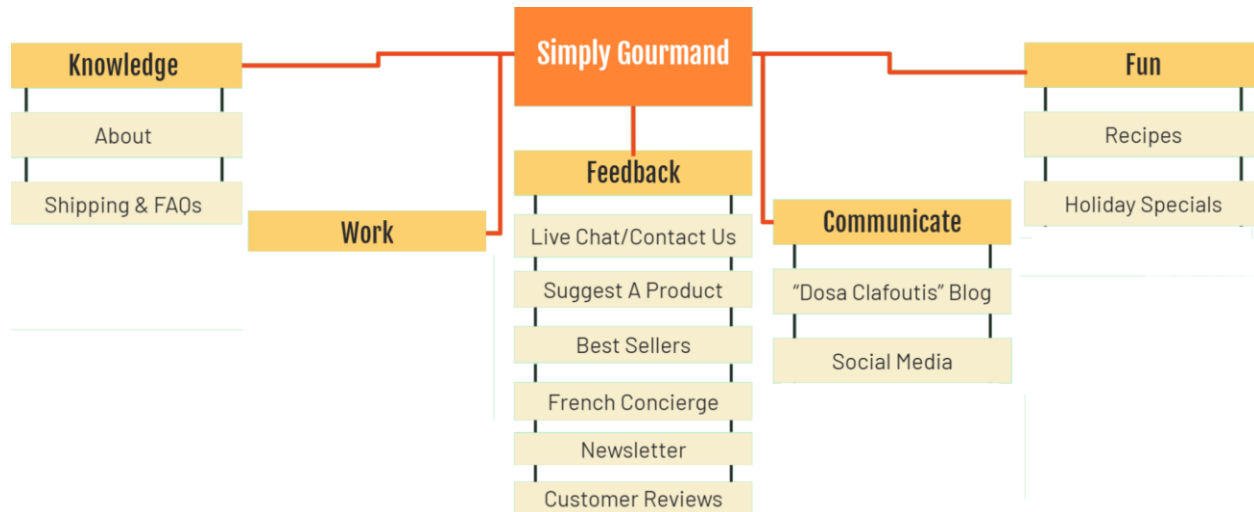 Simply Gourmand
Knowledge
About
Shipping & FAQs
Work
Feedback
Live Chat/Contact Us
Suggest A Product
Best Sellers
French Concierge
Newsletter
Customer Reviews
Communicate
“Dosa Clafoutis” Blog
Social Media
Fun
Recipes
Holiday Specials